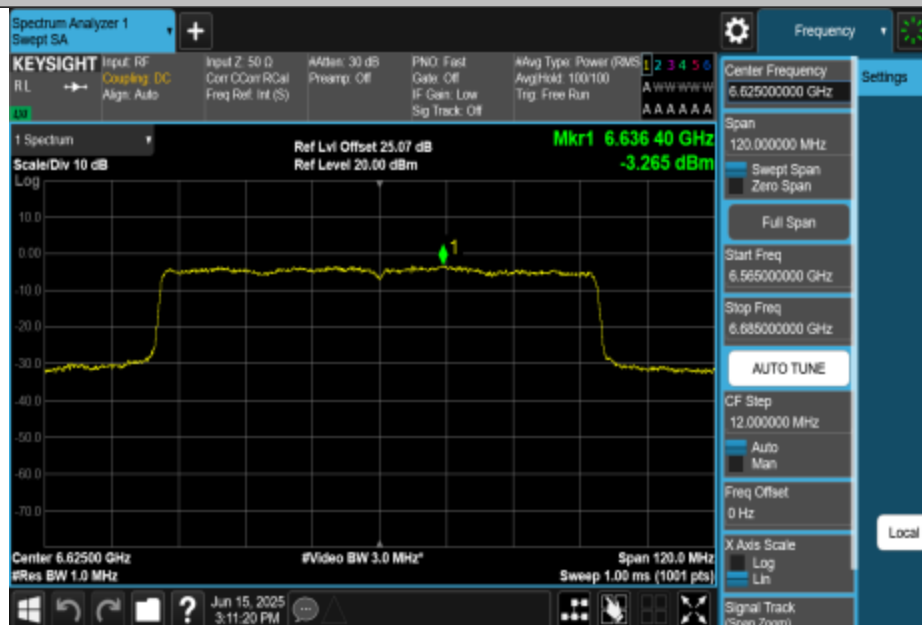 Spectrum Analyzer 1
Swept SA
+
Frequency
KEYSIGHT
Input: RF
Coupling: DC
Align: Auto
RL
LXI
Input Z: 50 Ω
Corr CCorr RCal
Freq Ref: Int (S)
#Atten: 30 dB
Preamp: Off
PNO: Fast
Gate: Off
IF Gain: Low
Sig Track: Off
#Avg Type: Power (RMS
Avg|Hold: 100/100
Trig: Free Run
1 2 3 4 5 6
A W W W W W
A A A A A A
Center Frequency
6.625000000 GHz
Settings
Span
120.000000 MHz
Swept Span
Zero Span
Full Span
Start Freq
6.565000000 GHz
Stop Freq
6.685000000 GHz
AUTO TUNE
CF Step
12.000000 MHz
Auto
Man
Freq Offset
0 Hz
X Axis Scale
Log
Lin
Signal Track
(Span Zoom)
Local
1 Spectrum
Scale/Div 10 dB
Log
Ref Lvl Offset 25.07 dB
Ref Level 20.00 dBm
Mkr1 6.636 40 GHz
-3.265 dBm
1
10.0
0.00
-10.0
-20.0
-30.0
-40.0
-50.0
-60.0
-70.0
Center 6.62500 GHz
#Video BW 3.0 MHz*
Span 120.0 MHz
#Res BW 1.0 MHz
Sweep 1.00 ms (1001 pts)
?
Jun 15, 2025
3:11:20 PM